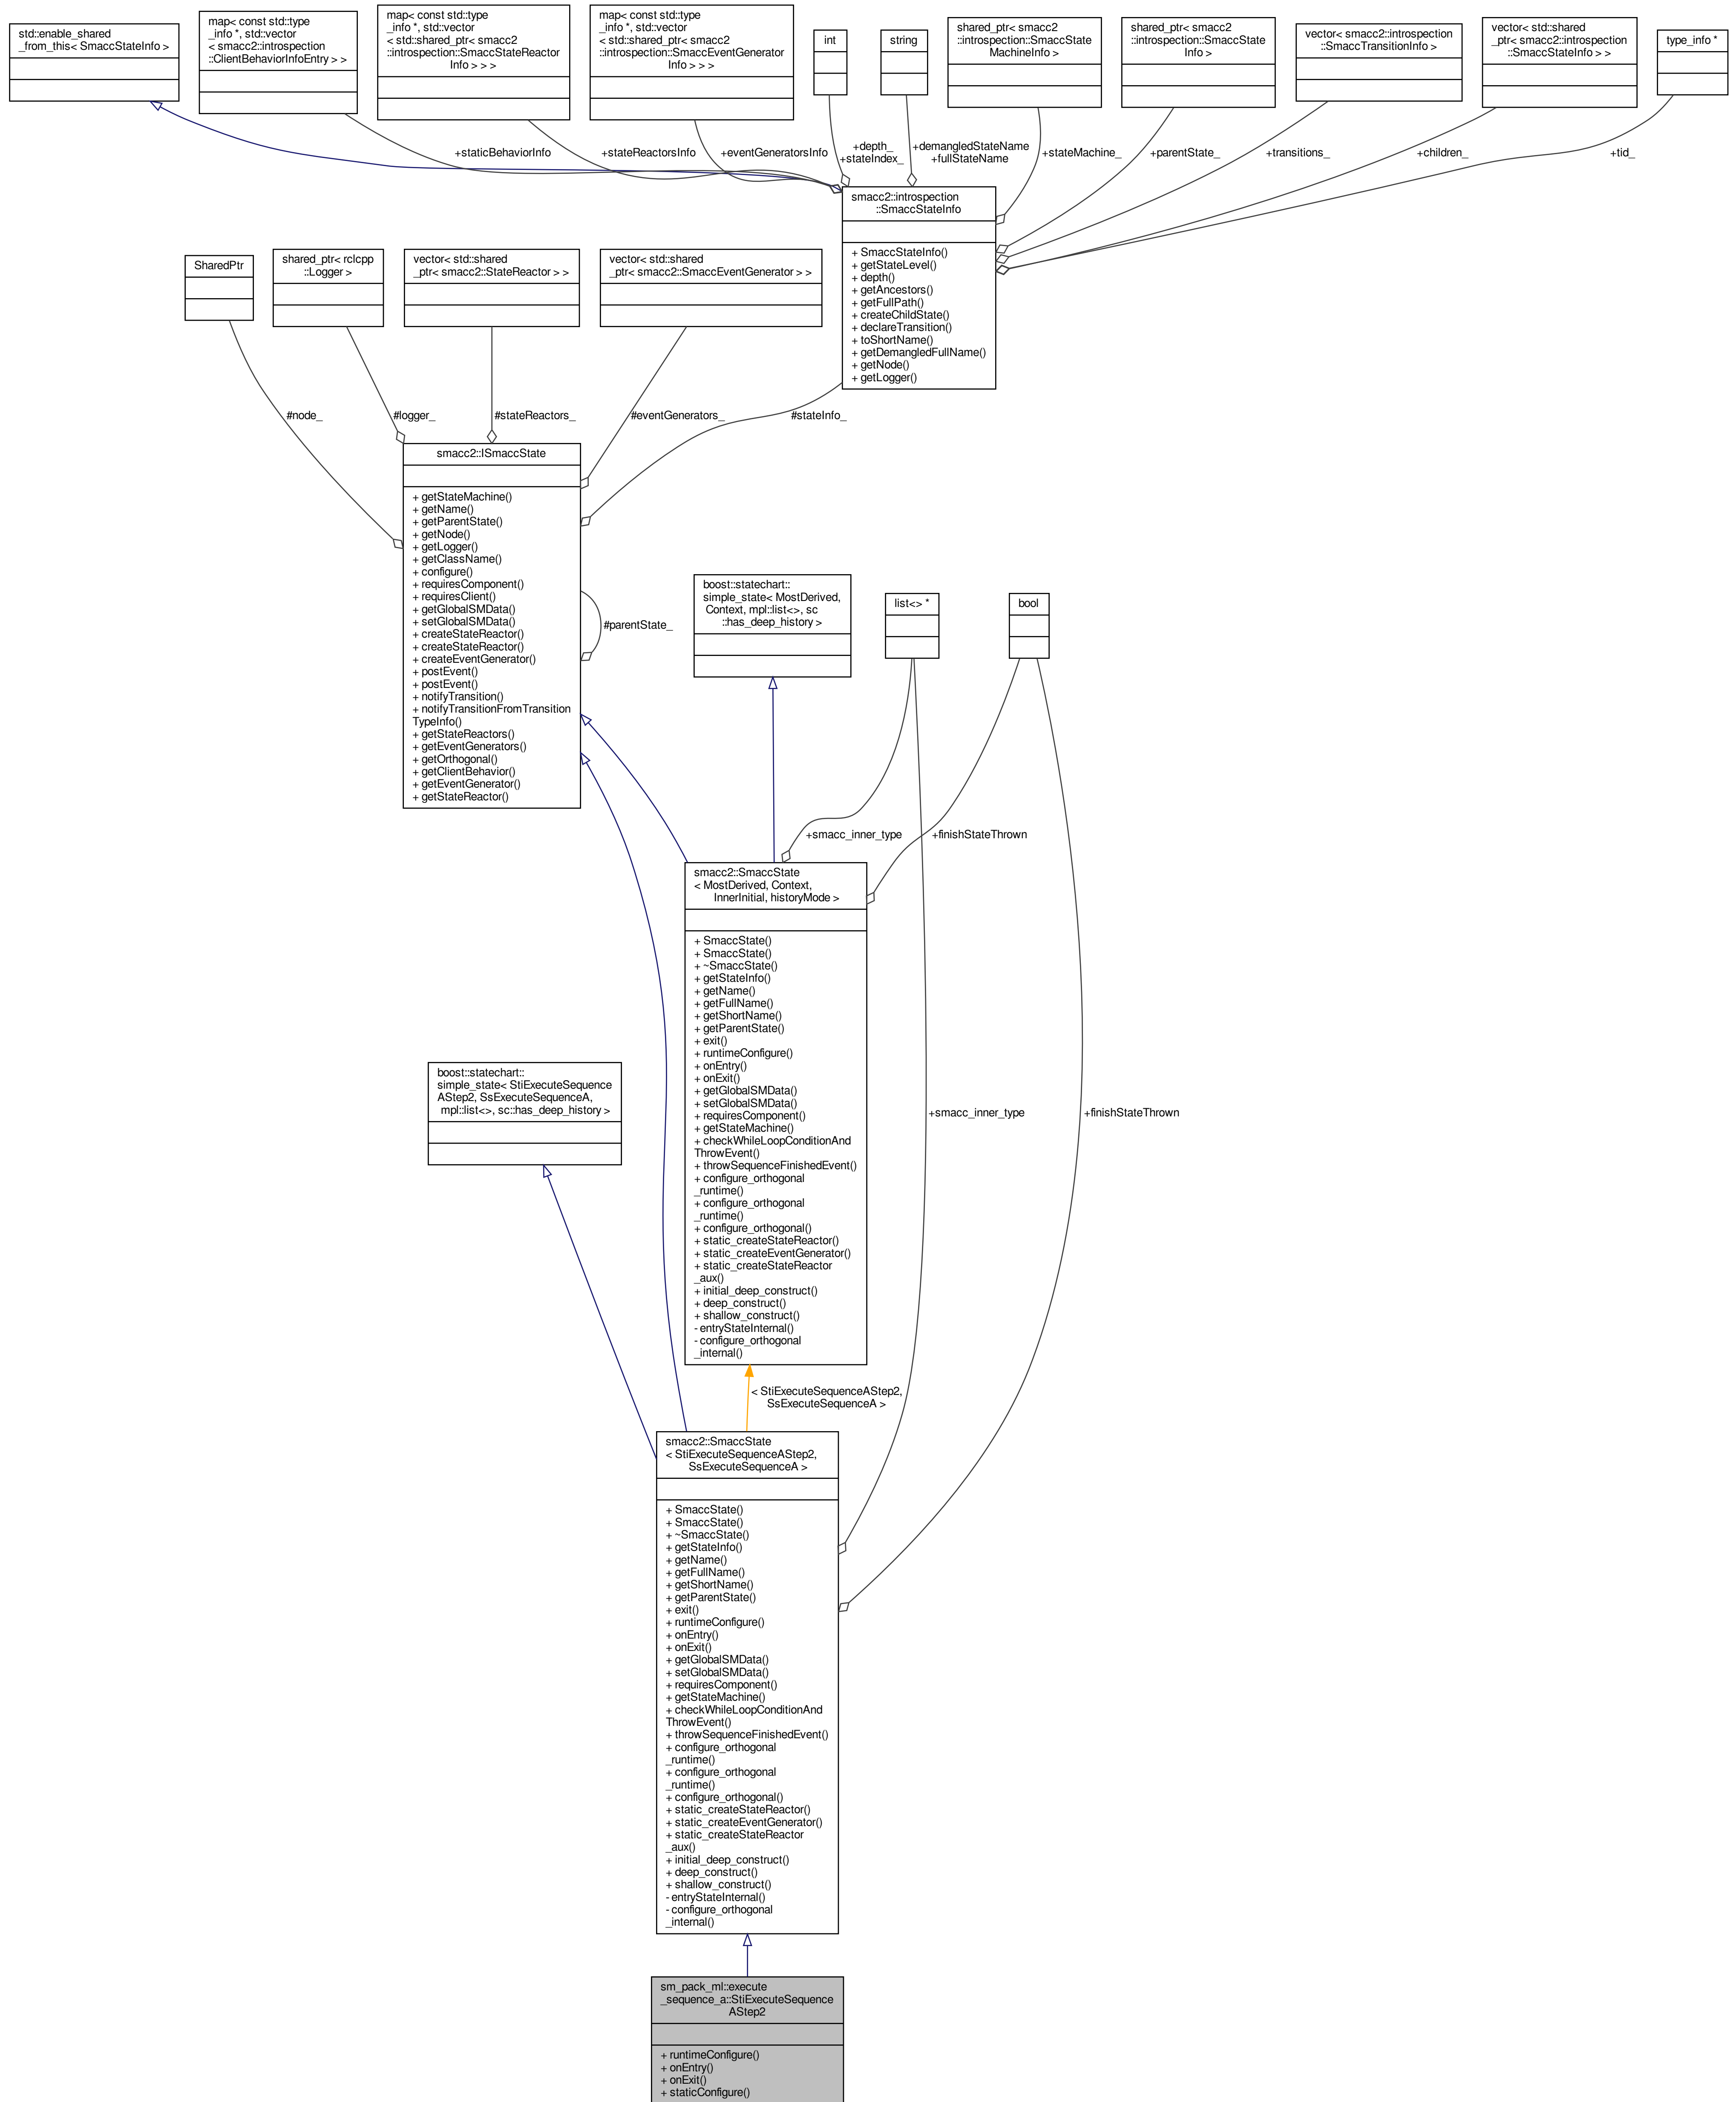 std::enable_shared
_from_this< SmaccStateInfo >
map< const std::type
_info *, std::vector
< smacc2::introspection
::ClientBehaviorInfoEntry > >
map< const std::type
_info *, std::vector
< std::shared_ptr< smacc2
::introspection::SmaccStateReactor
Info > > >
map< const std::type
_info *, std::vector
< std::shared_ptr< smacc2
::introspection::SmaccEventGenerator
Info > > >
int
string
shared_ptr< smacc2
::introspection::SmaccState
MachineInfo >
shared_ptr< smacc2
::introspection::SmaccState
Info >
vector< smacc2::introspection
::SmaccTransitionInfo >
vector< std::shared
_ptr< smacc2::introspection
::SmaccStateInfo > >
type_info *
+staticBehaviorInfo
+stateReactorsInfo
+eventGeneratorsInfo
+depth_
+stateIndex_
+demangledStateName
+fullStateName
+stateMachine_
+parentState_
+transitions_
+children_
+tid_
smacc2::introspection
::SmaccStateInfo
+ SmaccStateInfo()
+ getStateLevel()
+ depth()
+ getAncestors()
+ getFullPath()
+ createChildState()
+ declareTransition()
+ toShortName()
+ getDemangledFullName()
+ getNode()
+ getLogger()
SharedPtr
shared_ptr< rclcpp
::Logger >
vector< std::shared
_ptr< smacc2::StateReactor > >
vector< std::shared
_ptr< smacc2::SmaccEventGenerator > >
#node_
#logger_
#stateReactors_
#eventGenerators_
#stateInfo_
smacc2::ISmaccState
+ getStateMachine()
+ getName()
+ getParentState()
+ getNode()
+ getLogger()
+ getClassName()
+ configure()
+ requiresComponent()
+ requiresClient()
+ getGlobalSMData()
+ setGlobalSMData()
+ createStateReactor()
+ createStateReactor()
+ createEventGenerator()
+ postEvent()
+ postEvent()
+ notifyTransition()
+ notifyTransitionFromTransition
TypeInfo()
+ getStateReactors()
+ getEventGenerators()
+ getOrthogonal()
+ getClientBehavior()
+ getEventGenerator()
+ getStateReactor()
#parentState_
boost::statechart::
simple_state< MostDerived,
Context, mpl::list<>, sc
::has_deep_history >
list<> *
bool
+smacc_inner_type
+finishStateThrown
smacc2::SmaccState
< MostDerived, Context,
InnerInitial, historyMode >
+ SmaccState()
+ SmaccState()
+ ~SmaccState()
+ getStateInfo()
+ getName()
+ getFullName()
+ getShortName()
+ getParentState()
+ exit()
+ runtimeConfigure()
+ onEntry()
+ onExit()
+ getGlobalSMData()
+ setGlobalSMData()
+ requiresComponent()
+ getStateMachine()
+ checkWhileLoopConditionAnd
ThrowEvent()
+ throwSequenceFinishedEvent()
+ configure_orthogonal
_runtime()
+ configure_orthogonal
_runtime()
+ configure_orthogonal()
+ static_createStateReactor()
+ static_createEventGenerator()
+ static_createStateReactor
_aux()
+ initial_deep_construct()
+ deep_construct()
+ shallow_construct()
- entryStateInternal()
- configure_orthogonal
_internal()
boost::statechart::
simple_state< StiExecuteSequence
AStep2, SsExecuteSequenceA,
mpl::list<>, sc::has_deep_history >
+smacc_inner_type
+finishStateThrown
< StiExecuteSequenceAStep2,
SsExecuteSequenceA >
smacc2::SmaccState
< StiExecuteSequenceAStep2,
SsExecuteSequenceA >
+ SmaccState()
+ SmaccState()
+ ~SmaccState()
+ getStateInfo()
+ getName()
+ getFullName()
+ getShortName()
+ getParentState()
+ exit()
+ runtimeConfigure()
+ onEntry()
+ onExit()
+ getGlobalSMData()
+ setGlobalSMData()
+ requiresComponent()
+ getStateMachine()
+ checkWhileLoopConditionAnd
ThrowEvent()
+ throwSequenceFinishedEvent()
+ configure_orthogonal
_runtime()
+ configure_orthogonal
_runtime()
+ configure_orthogonal()
+ static_createStateReactor()
+ static_createEventGenerator()
+ static_createStateReactor
_aux()
+ initial_deep_construct()
+ deep_construct()
+ shallow_construct()
- entryStateInternal()
- configure_orthogonal
_internal()
sm_pack_ml::execute
_sequence_a::StiExecuteSequence
AStep2
+ runtimeConfigure()
+ onEntry()
+ onExit()
+ staticConfigure()